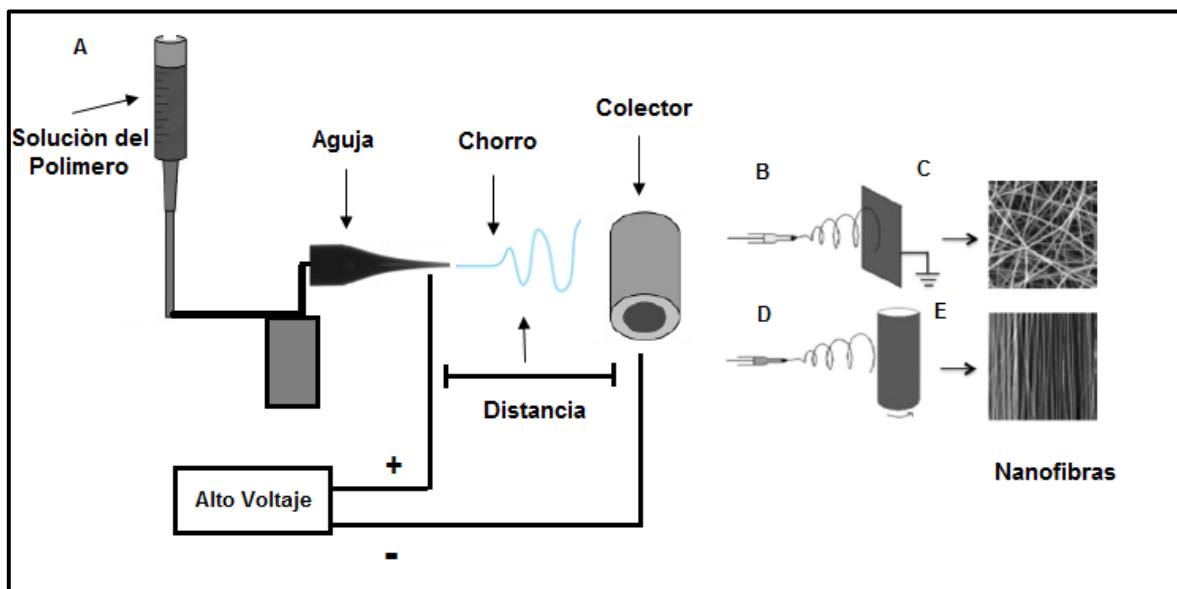 A
Soluciòn del
Polimero
Aguja
Chorro
Colector
Distancia
+
Alto Voltaje
-
B
C
D
E
Nanofibras